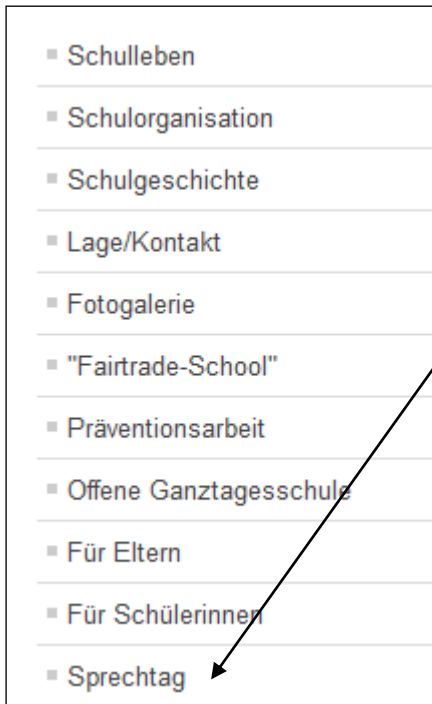 Schulleben
Schulorganisation
Schulgeschichte
Lage/Kontakt
Fotogalerie
"Fairtrade-School"
Präventionsarbeit
Offene Ganztagesschule
Für Eltern
Für Schülerinnen
Sprechtag